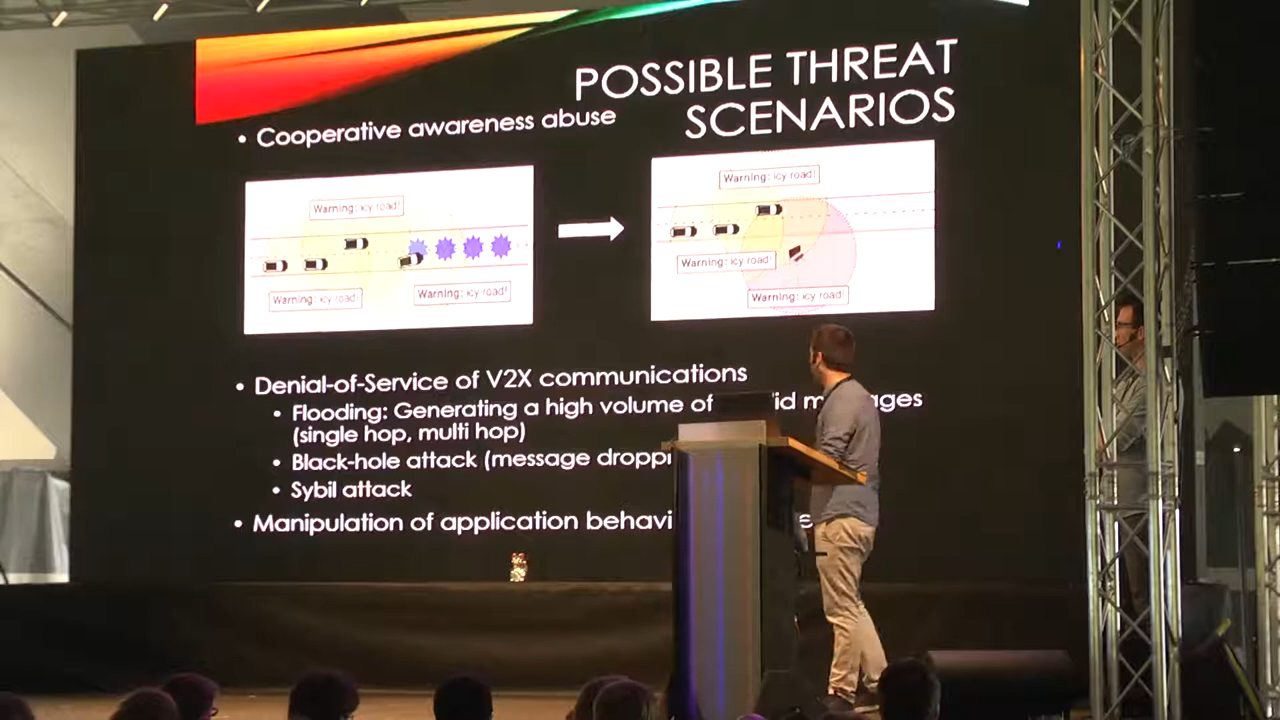 POSSIBLE THREAT
SCENARIOS
• Cooperative awareness abuse
Warning: icy road!
Warning: icy road!
Warning: icy road!
Warning: icy road!
Warning: icy road!
Warning: icy road!
• Denial-of-Service of V2X communications
• Flooding: Generating a high volume of
(single hop, multi hop)
• Black-hole attack (message
• Sybil attack
• Manipulation of application